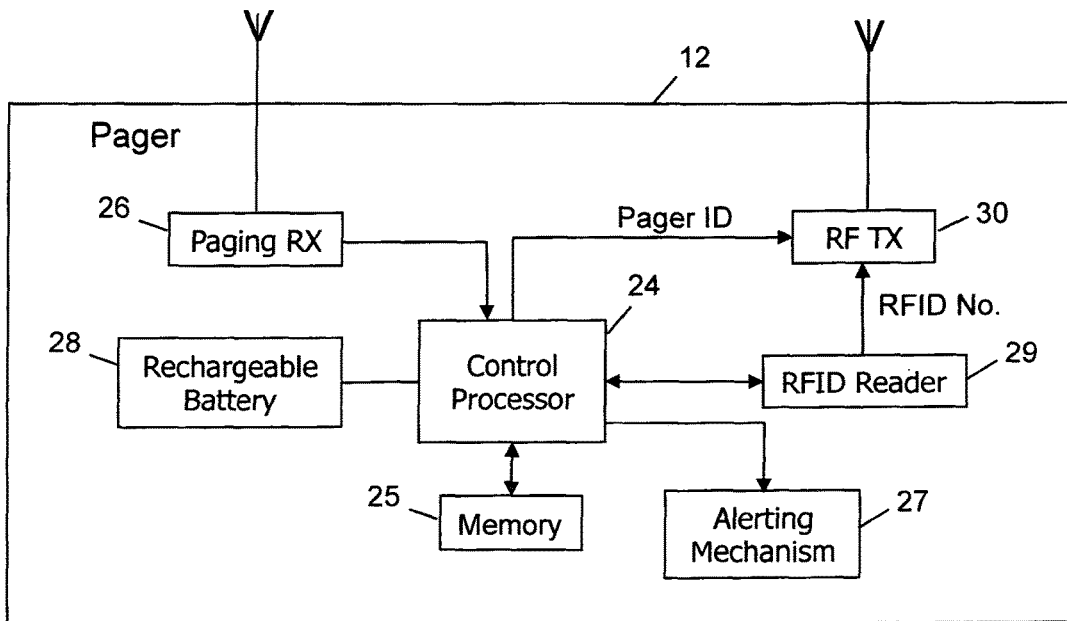 12
Pager
26
Paging RX
Pager ID
RF TX
30
24
RFID No.
28
Rechargeable
Battery
Control
Processor
RFID Reader
29
25
Memory
Alerting
Mechanism
27